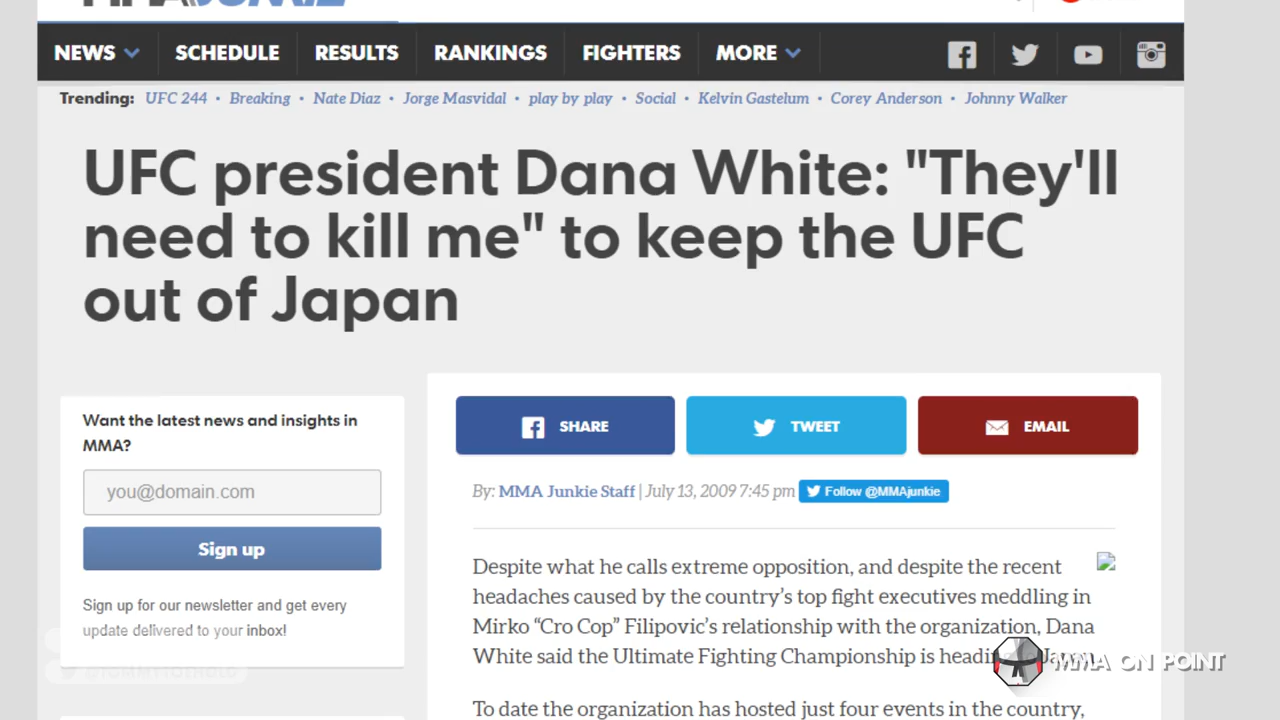 NEWS SCHEDULE RESULTS RANKINGS FIGHTERS MORE
Trending: UFC 244 • Breaking • Nate Diaz • Jorge Masvidal • play by play • Social • Kelvin Gastelum • Corey Anderson • Johnny Walker
UFC president Dana White: "They'll
need to kill me" to keep the UFC
out of Japan
Want the latest news and insights in
MMA?
you@domain.com
Sign up
Sign up for our newsletter and get every
update delivered to your inbox!
SHARE TWEET EMAIL
By: MMA Junkie Staff | July 13, 2009 7:45 pm Follow @MMAjunkie
Despite what he calls extreme opposition, and despite the recent
headaches caused by the country's top fight executives meddling in
Mirko “Cro Cop” Filipovic's relationship with the organization, Dana
White said the Ultimate Fighting Championship is
MMA ON POINT
To date the organization has hosted just four events in the country,